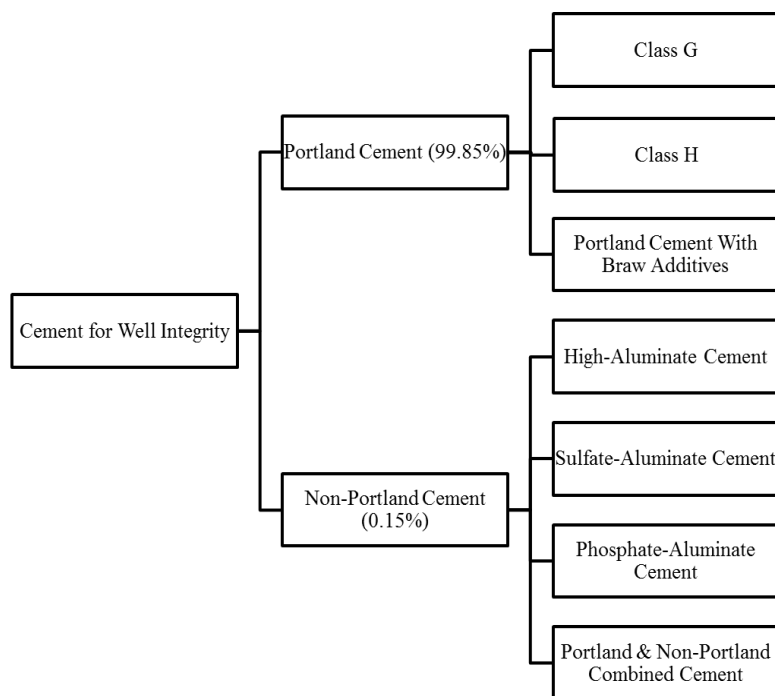 Cement for Well Integrity
Portland Cement (99.85%)
Class G
Class H
Portland Cement With
Braw Additives
Non-Portland Cement
(0.15%)
High-Aluminate Cement
Sulfate-Aluminate Cement
Phosphate-Aluminate
Cement
Portland & Non-Portland
Combined Cement